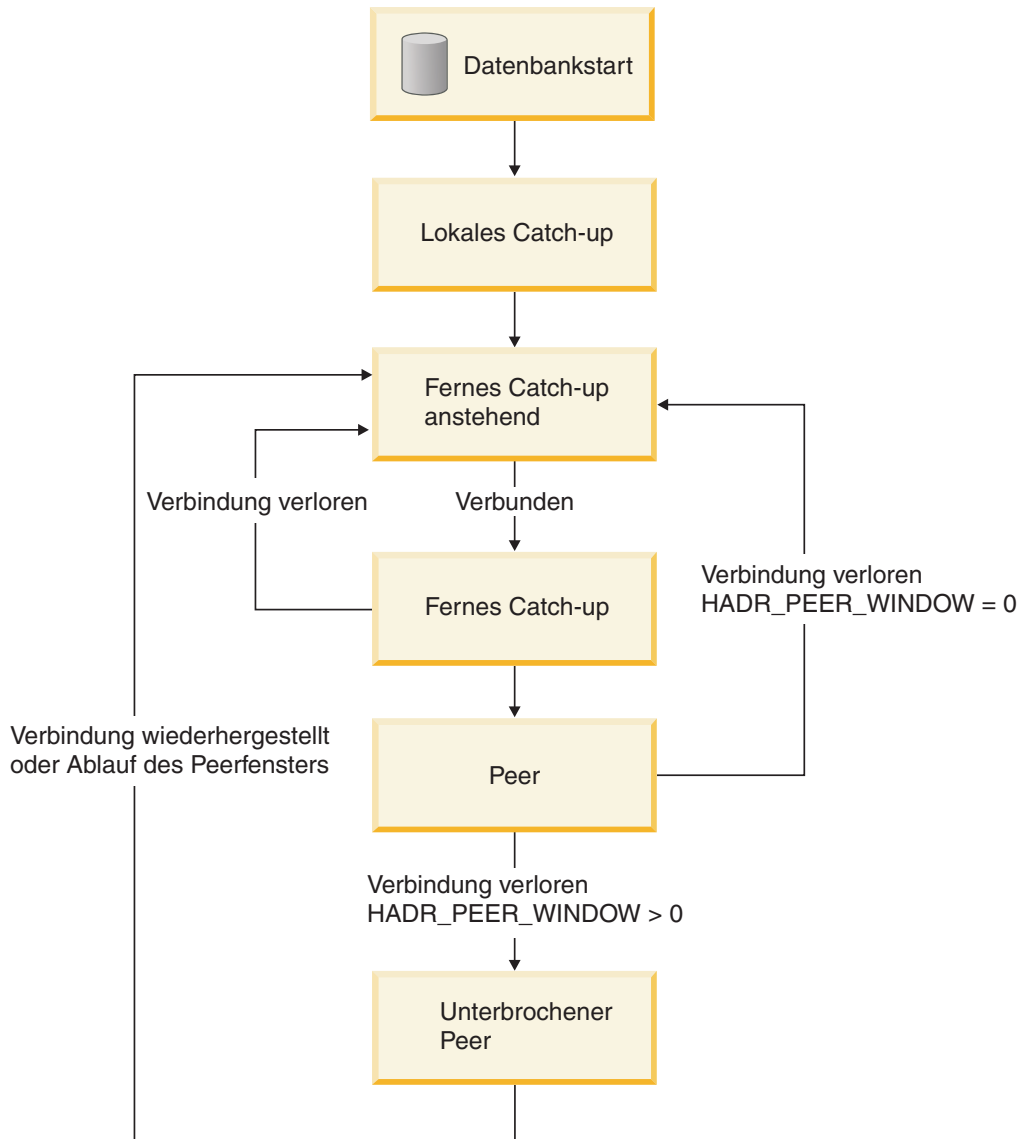 Datenbankstart
Lokales Catch-up
Fernes Catch-up
anstehend
Verbindung verloren
Verbunden
Verbindung verloren
HADR_PEER_WINDOW = 0
Fernes Catch-up
Verbindung wiederhergestellt
oder Ablauf des Peerfensters
Peer
Verbindung verloren
HADR_PEER_WINDOW > 0
Unterbrochener
Peer